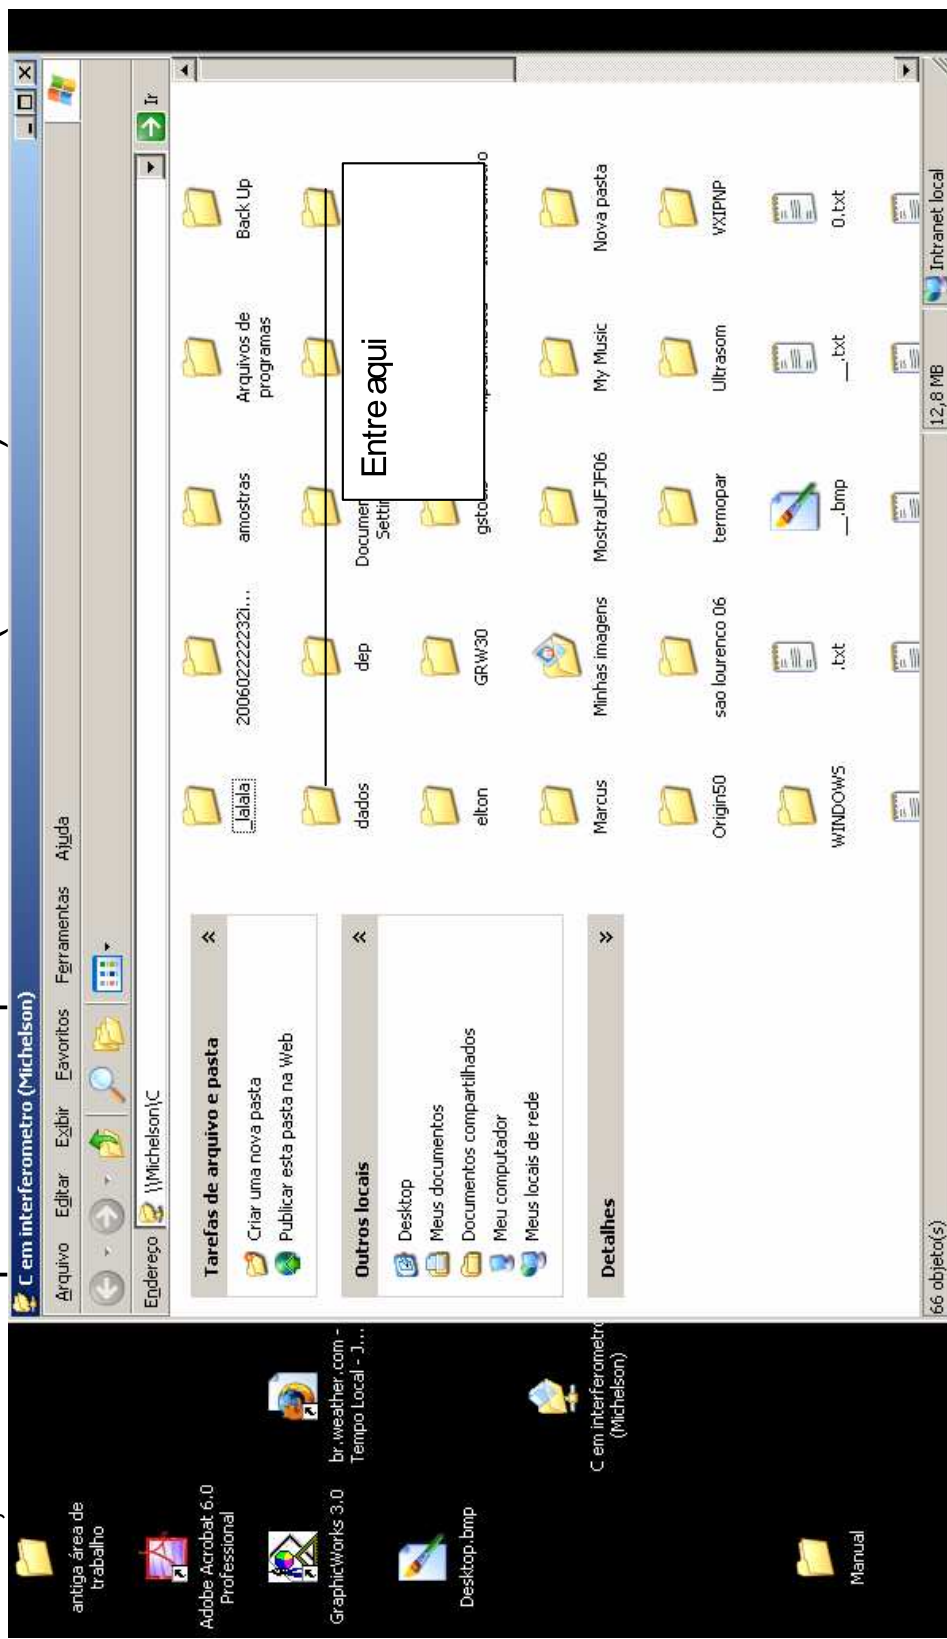 C em interferometro (Michelson)
Arquivo Editar Exibir Favoritos Ferramentas Ajuda
Endereço \\Michelson\C Ir
Tarefas de arquivo e pasta
Criar uma nova pasta
Publicar esta pasta na Web
Outros locais
Desktop
Meus documentos
Documentos compartilhados
Meu computador
Meus locais de rede
Detalhes
_lalala 20060222232i... amostras Arquivos de Back Up
programas
dados dep
Entre aqui
elton GRW30
Marcus Minhas imagens MostraUFJF06 My Music Nova pasta
Origin50 sao lourenco 06 termopar Ultrasom VXIPNP
WINDOWS .txt __.bmp __.txt 0.txt
66 objeto(s) 12,8 MB Intranet local
antiga área de
trabalho
Adobe Acrobat 6.0
Professional
GraphicWorks 3.0
br.weather.com -
Tempo Local - J...
Desktop.bmp
C em interferometro
(Michelson)
Manual